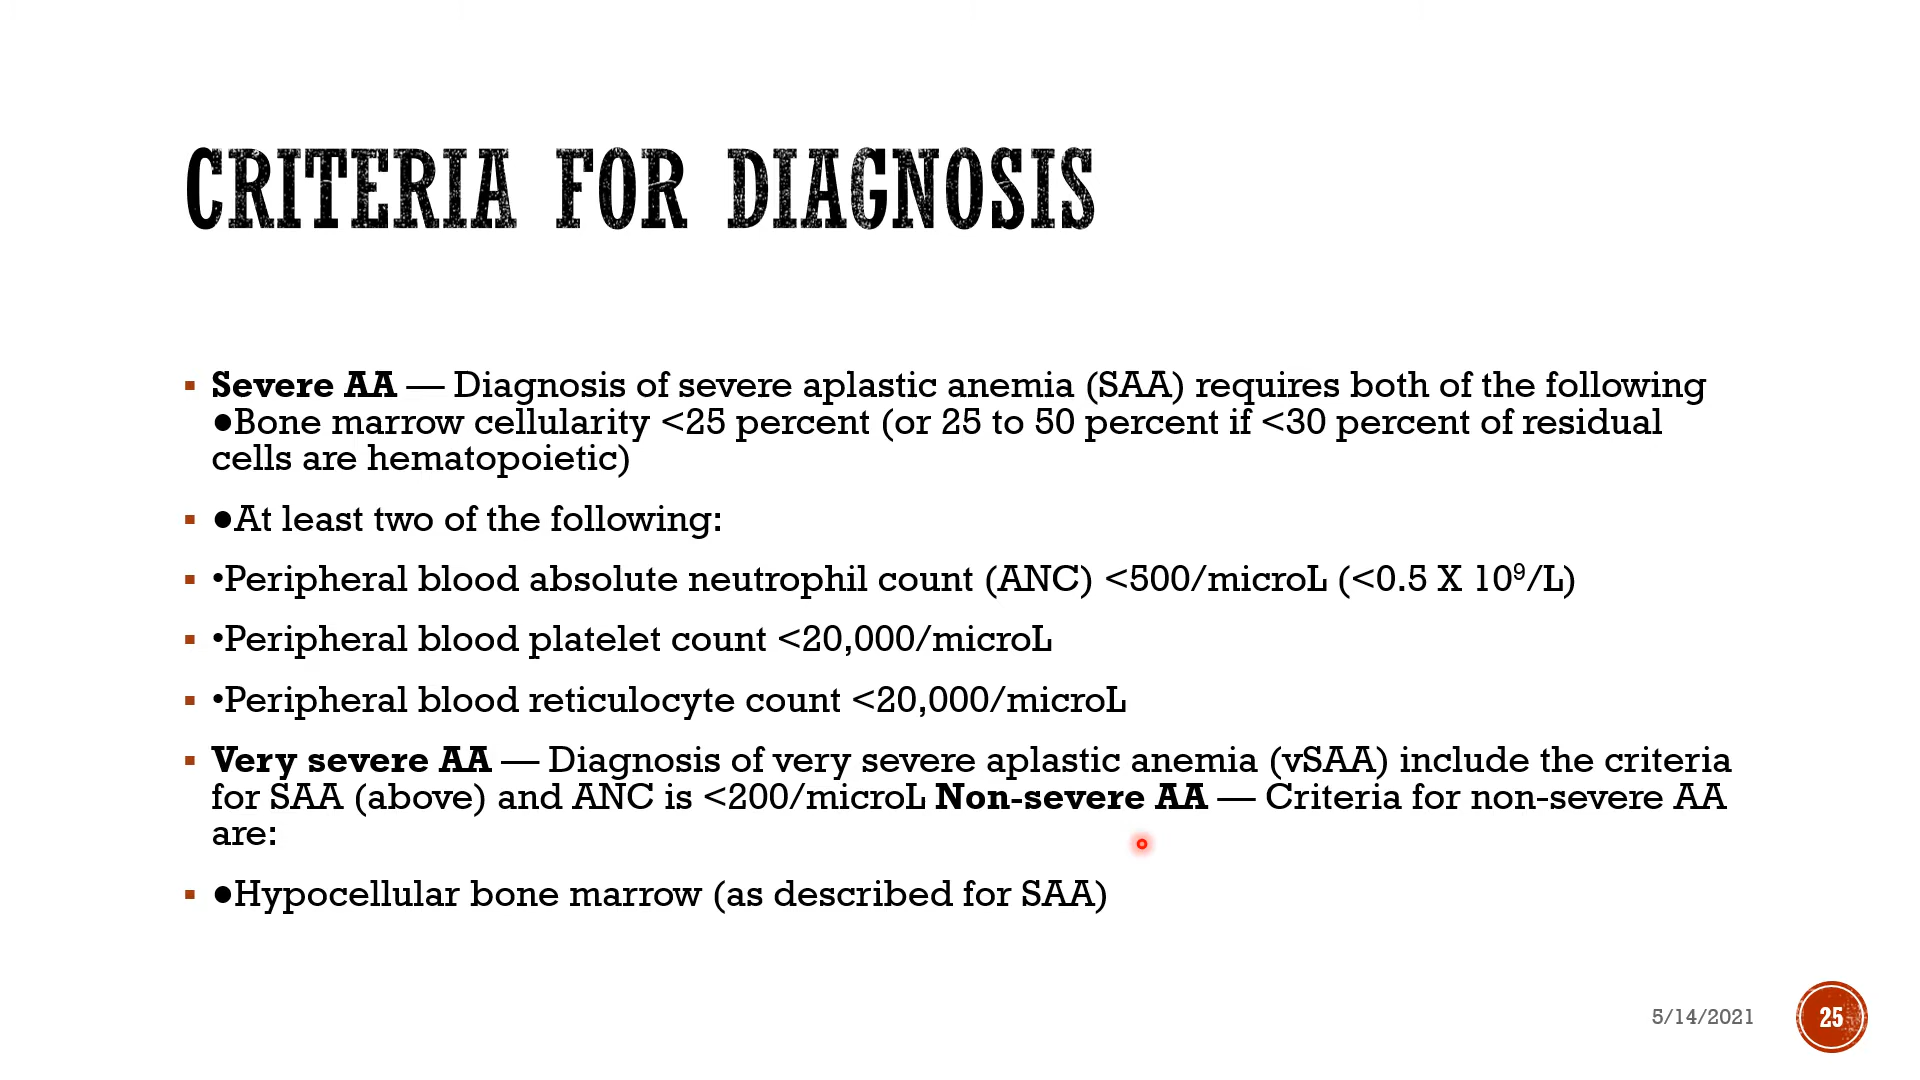 CRITERIA FOR DIAGNOSIS
▪ Severe AA — Diagnosis of severe aplastic anemia (SAA) requires both of the following
●Bone marrow cellularity <25 percent (or 25 to 50 percent if <30 percent of residual
cells are hematopoietic)
▪ ●At least two of the following:
▪ •Peripheral blood absolute neutrophil count (ANC) <500/microL (<0.5 X 10⁹/L)
▪ •Peripheral blood platelet count <20,000/microL
▪ •Peripheral blood reticulocyte count <20,000/microL
▪ Very severe AA — Diagnosis of very severe aplastic anemia (vSAA) include the criteria
for SAA (above) and ANC is <200/microL Non-severe AA — Criteria for non-severe AA
are:
▪ ●Hypocellular bone marrow (as described for SAA)
5/14/2021
25